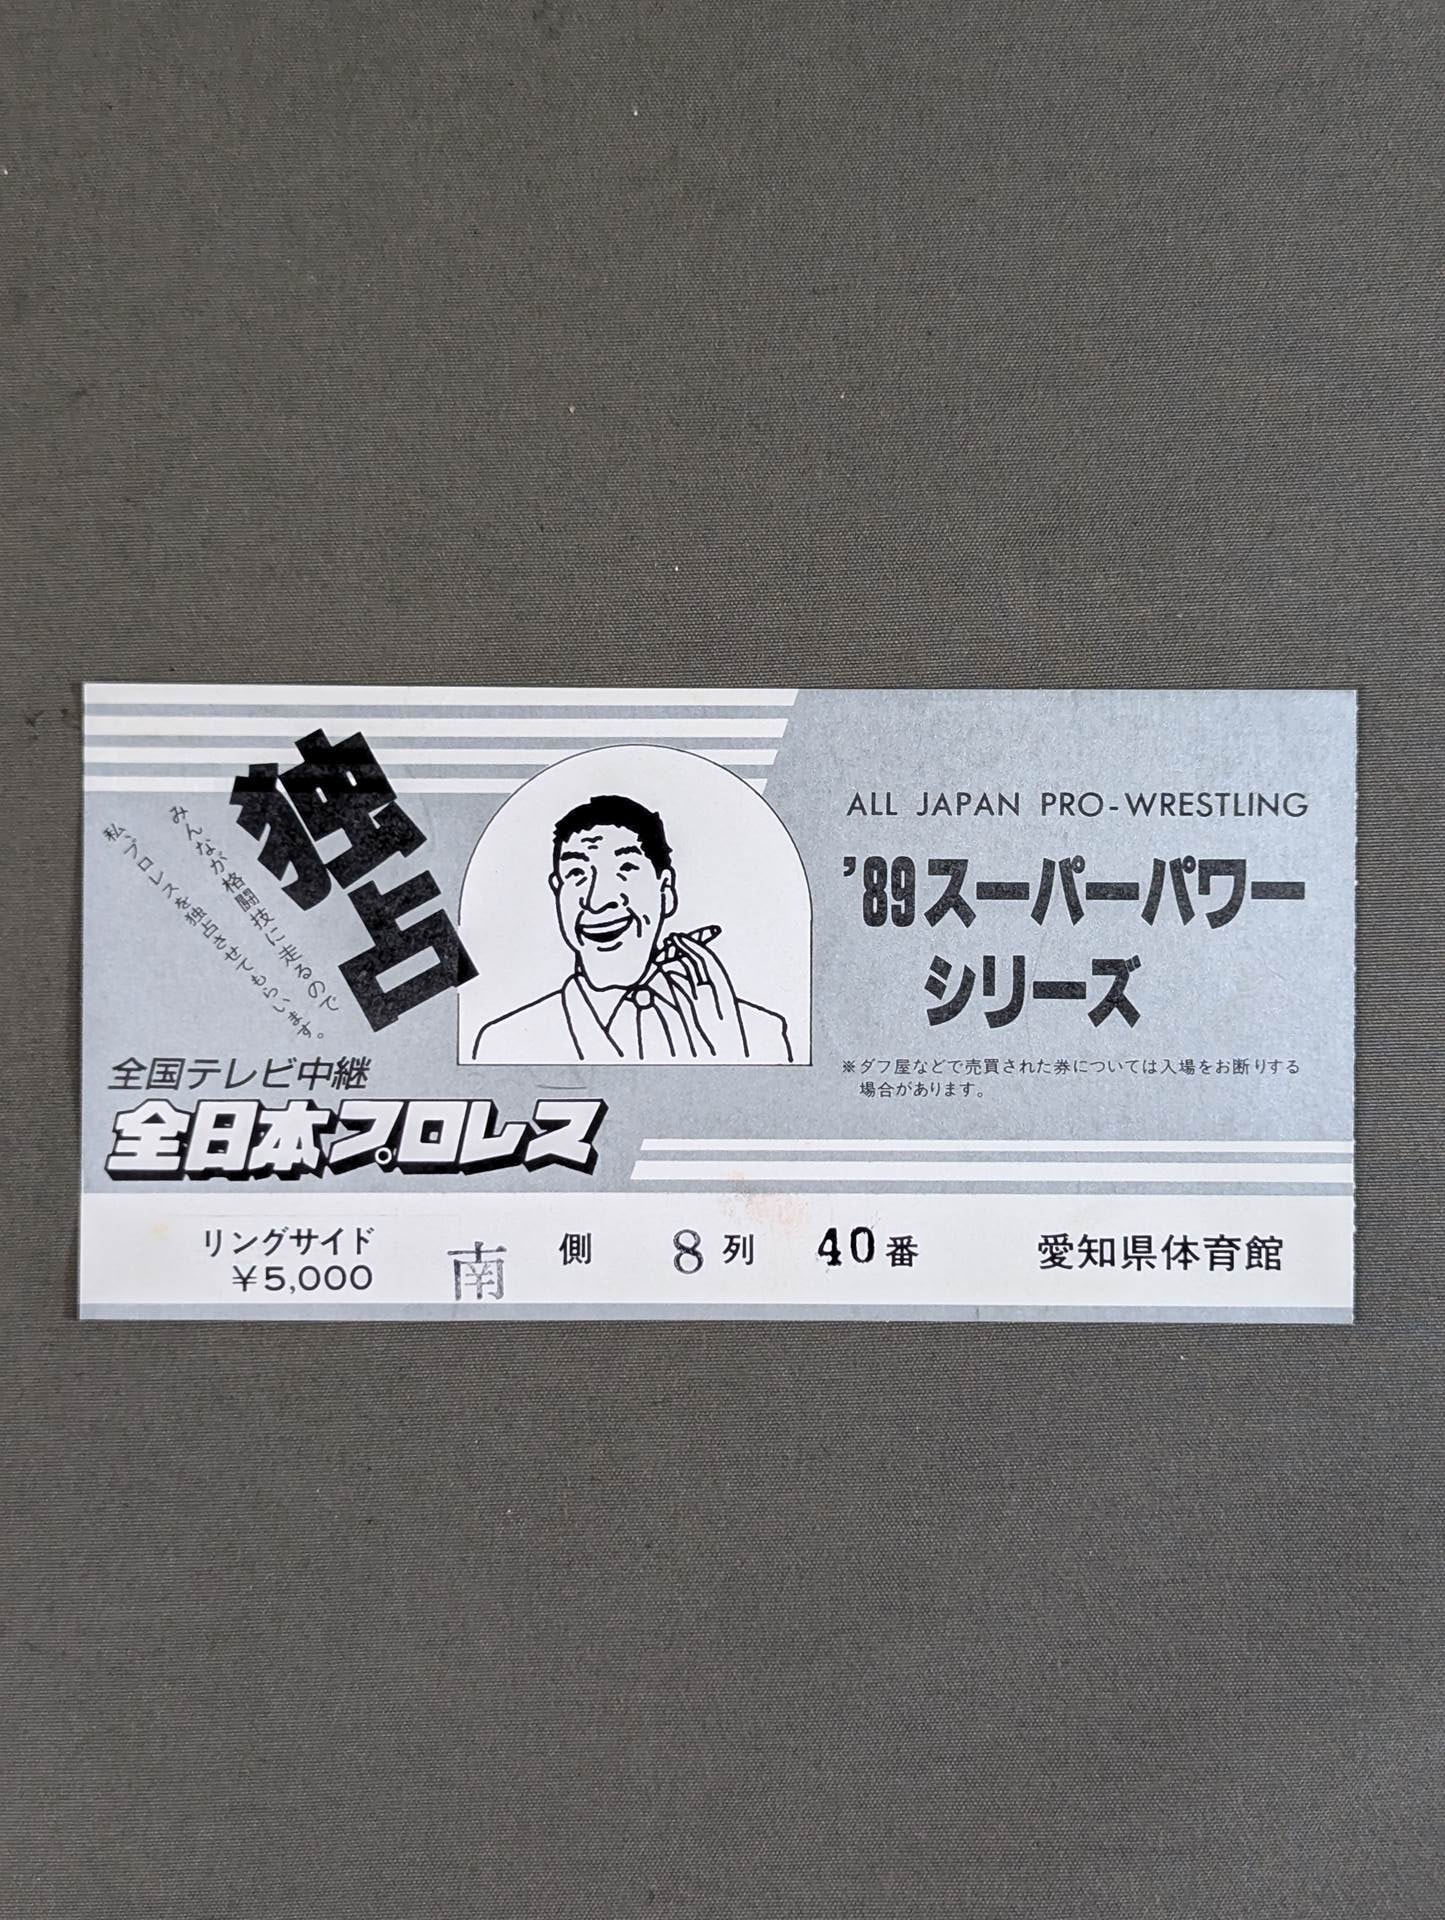 独占
みんなが格闘技に走るので
私、プロレスを独占させてもらいます。
全国テレビ中継
全日本プロレス
ALL JAPAN PRO-WRESTLING
'89スーパーパワー
シリーズ
※ダフ屋などで売買された券については入場をお断りする
場合があります。
リングサイド
¥5,000
南側 8列 40番 愛知県体育館